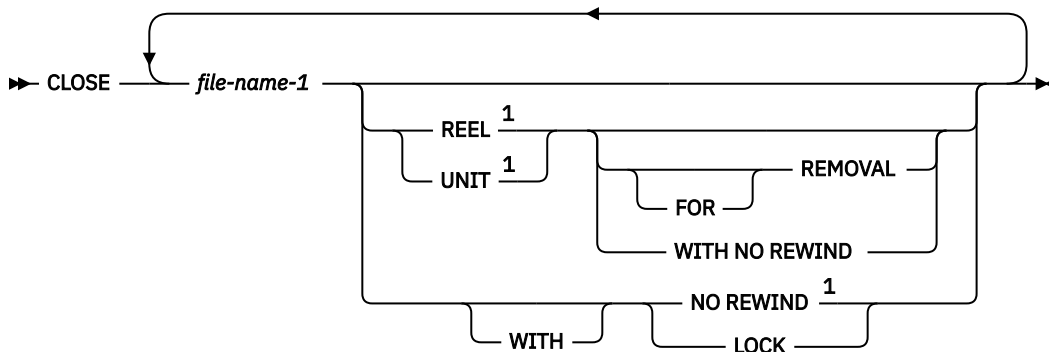 CLOSE file-name-1
REEL 1
UNIT 1
REMOVAL
FOR
WITH NO REWIND
NO REWIND 1
WITH
LOCK